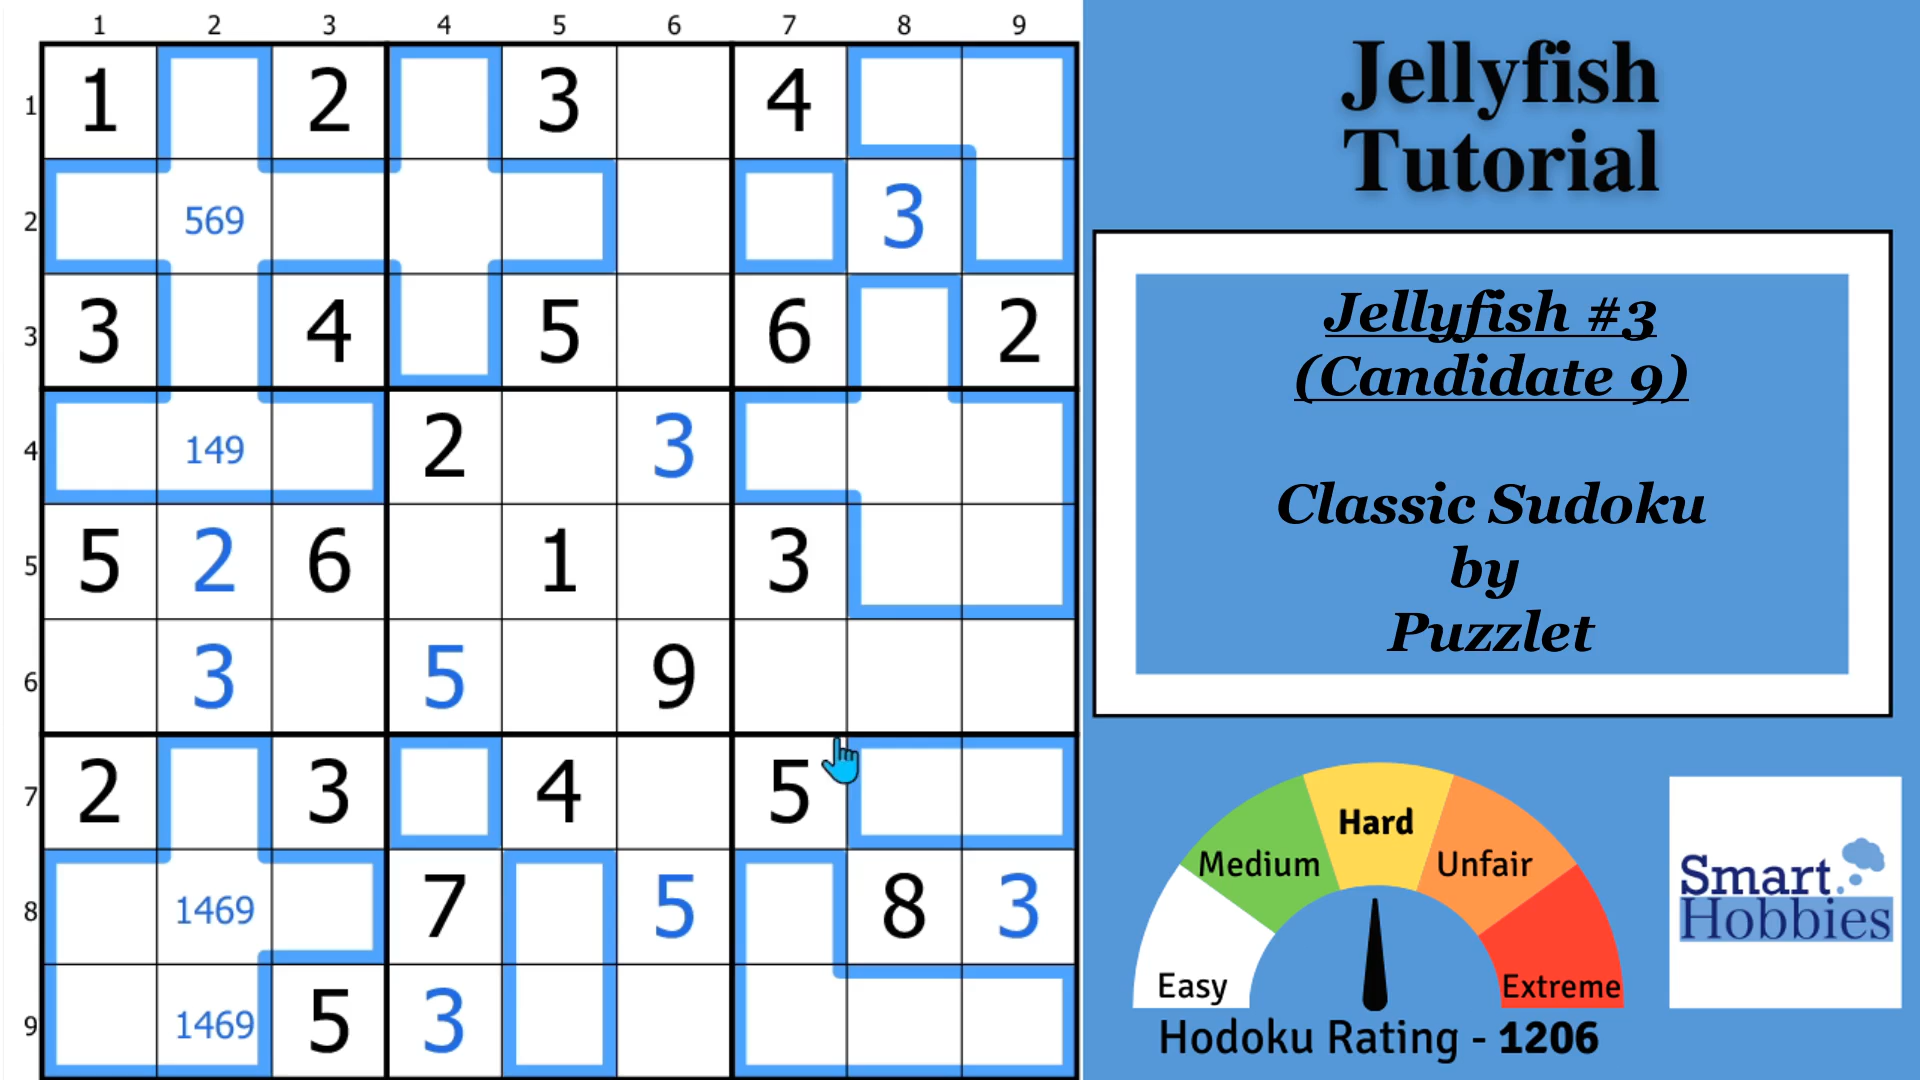 1 2 3 4 5 6 7 8 9
1 1 2 3 4
2 569 3
3 3 4 5 6 2
4 149 2 3
5 5 2 6 1 3
6 3 5 9
7 2 3 4 5
8 1469 7 5 8 3
9 1469 5 3
Jellyfish
Tutorial
Jellyfish #3
(Candidate 9)
Classic Sudoku
by
Puzzlet
Easy
Medium
Hard
Unfair
Extreme
Hodoku Rating - 1206
Smart
Hobbies